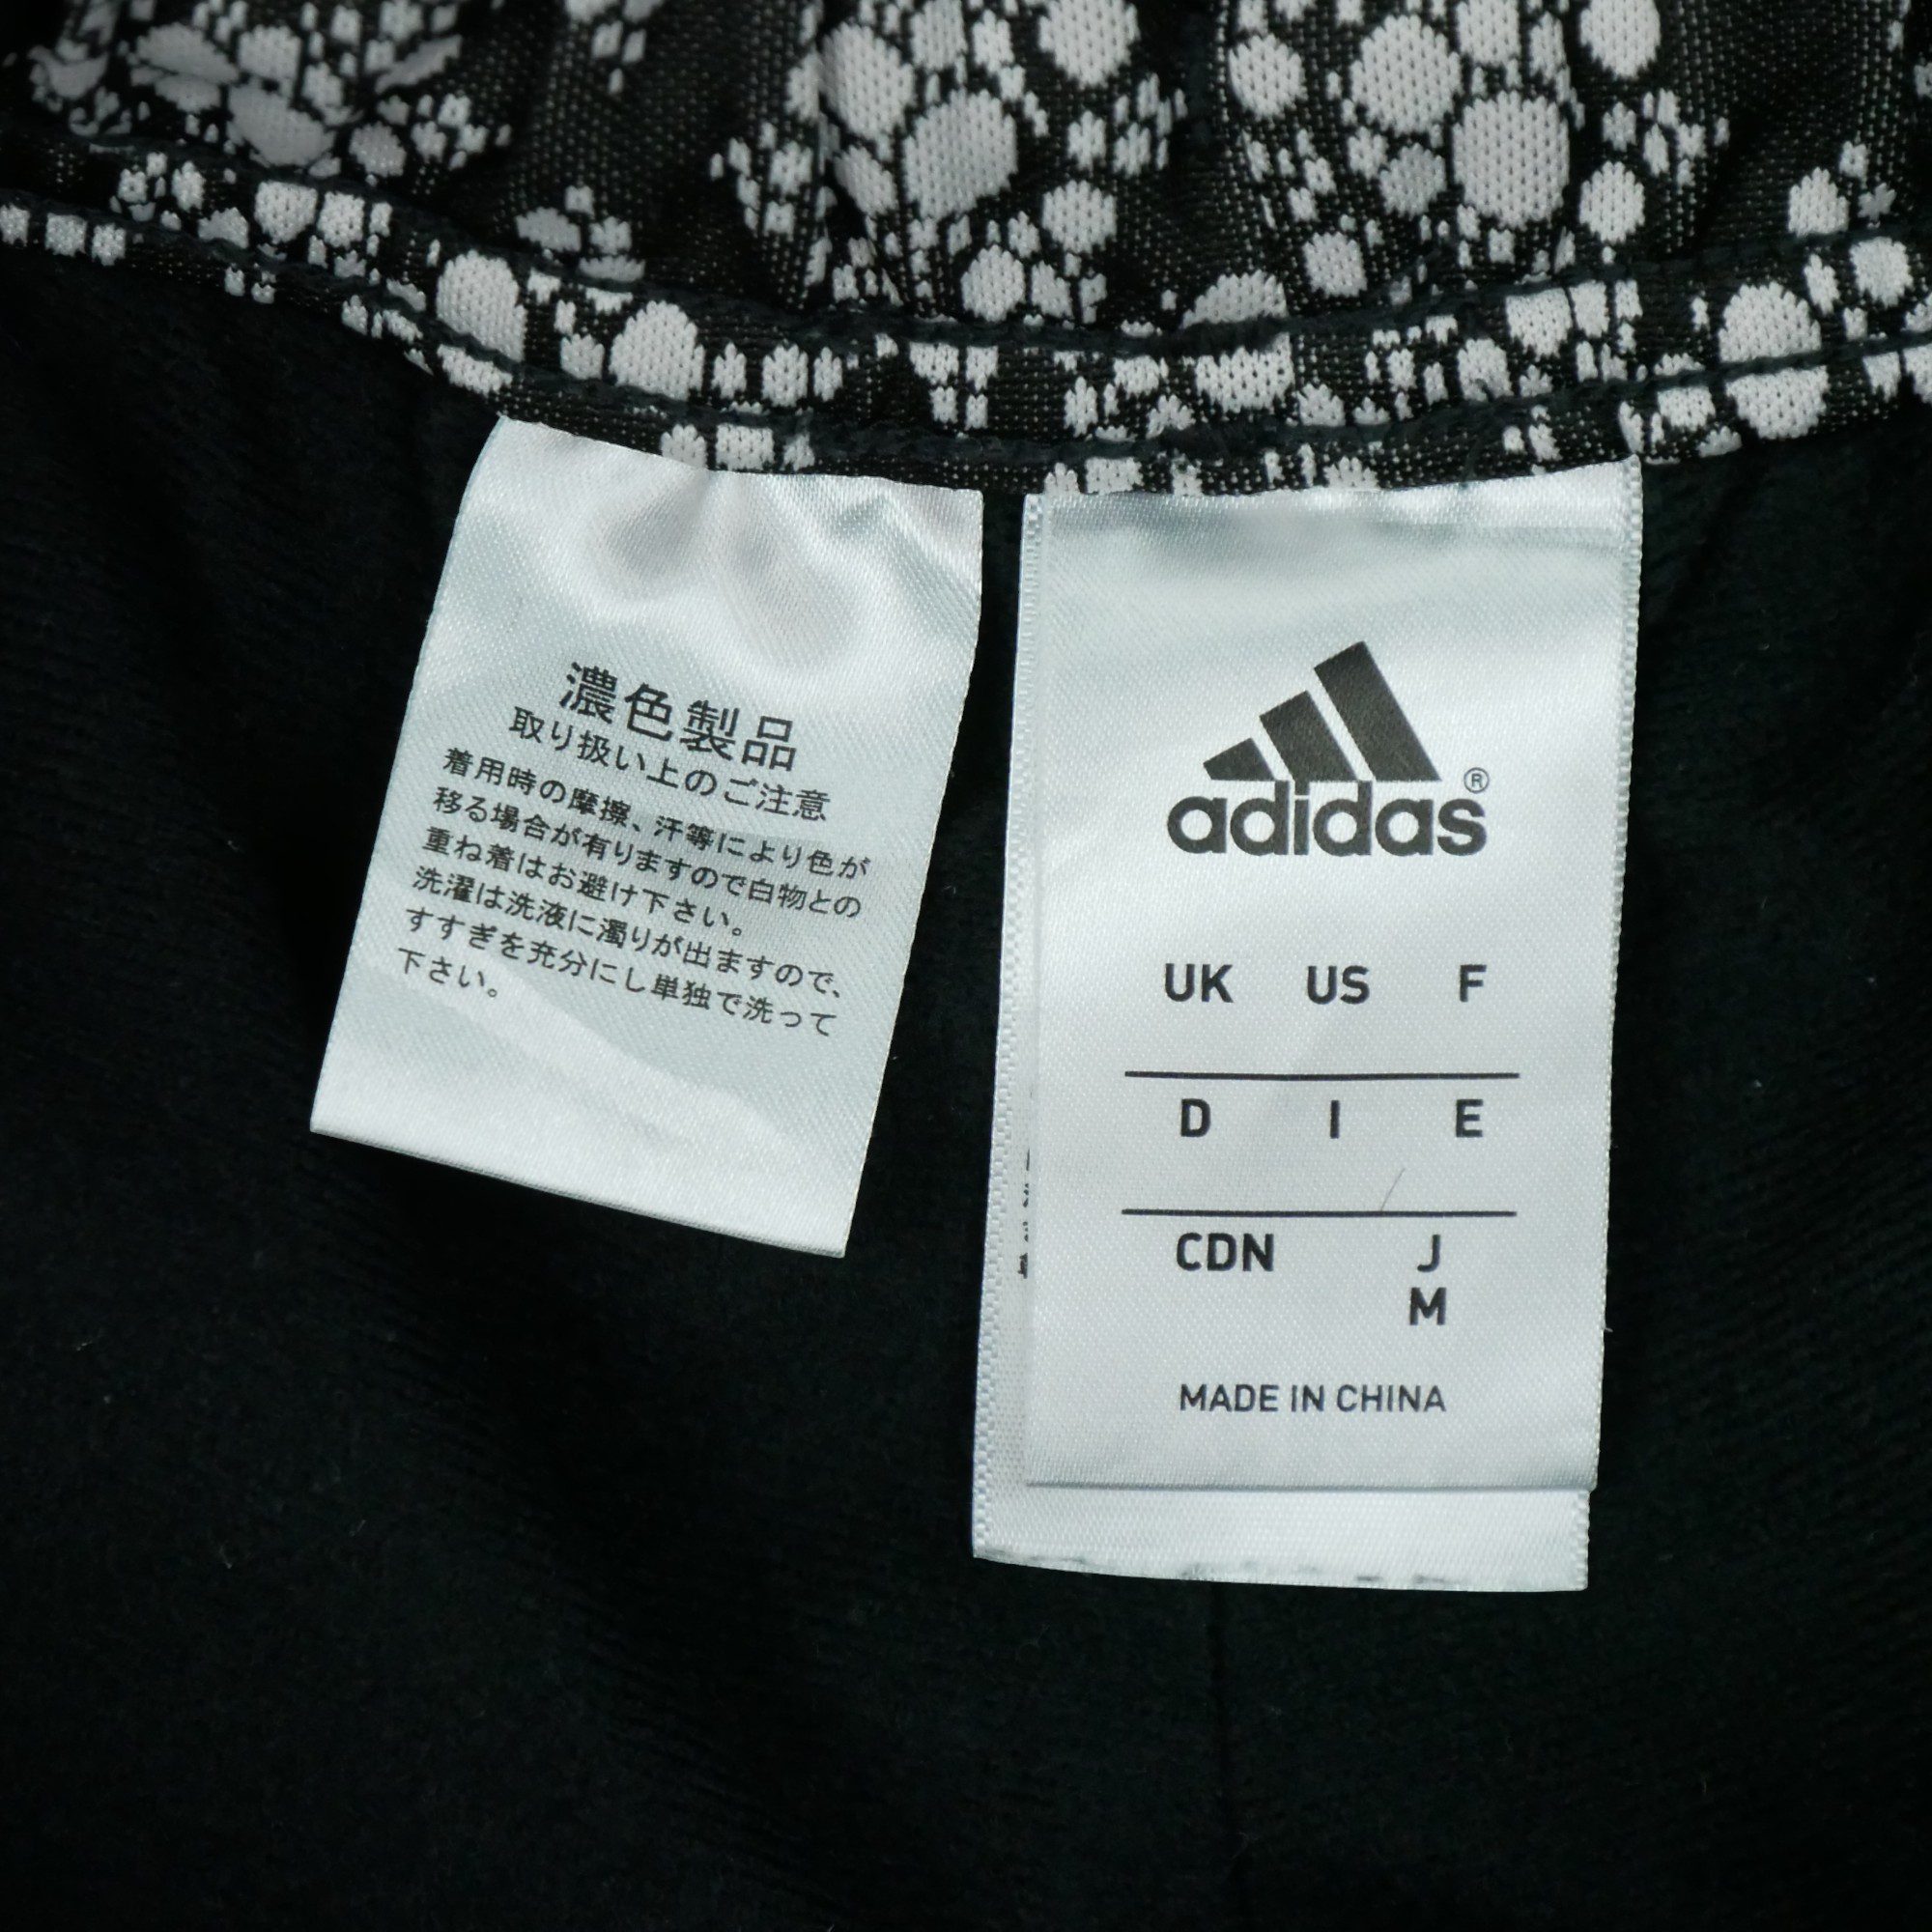 濃色製品
取り扱い上のご注意
着用時の摩擦、汗等により色が
移る場合が有りますので白物との
重ね着はお避け下さい。
洗濯は洗液に濁りが出ますので、
すすぎを充分にし単独で洗って
下さい。
adidas®
UK US F
D I E
CDN J
M
MADE IN CHINA